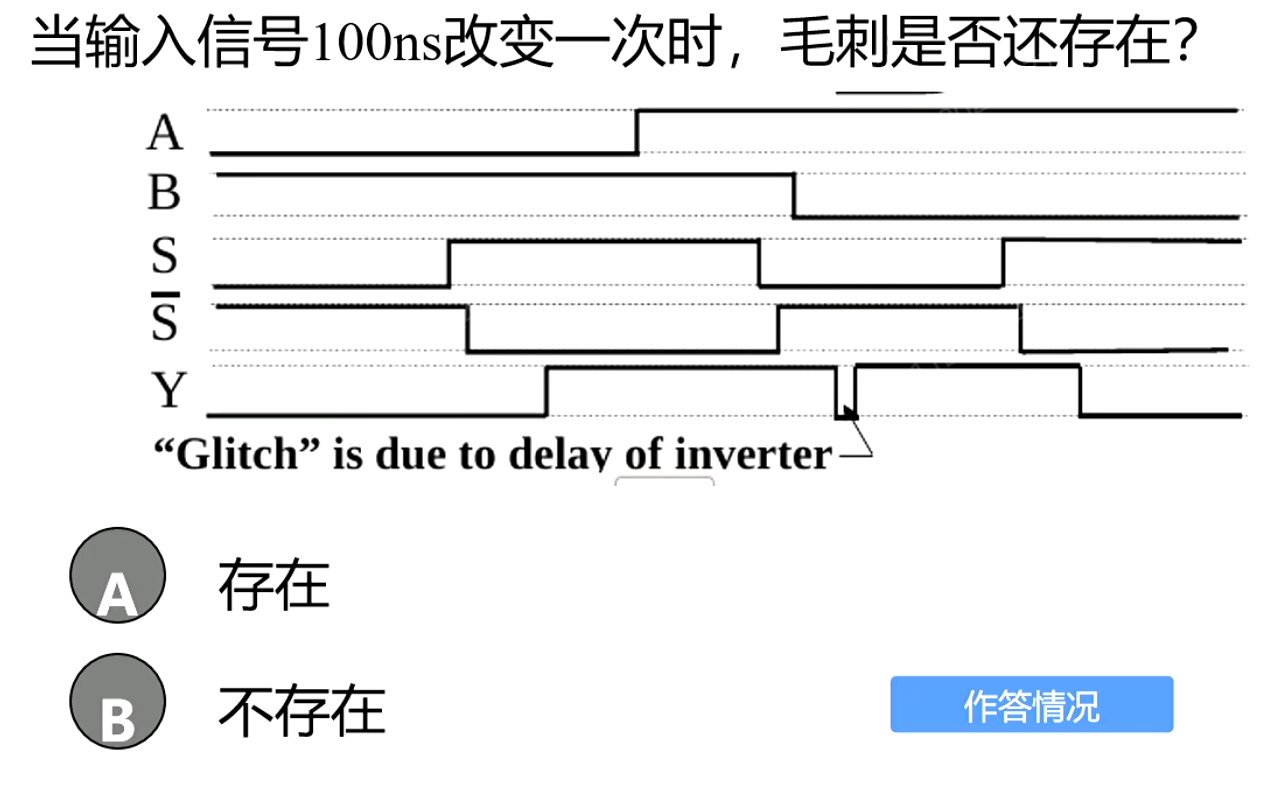 当输入信号100ns改变一次时，毛刺是否还存在？
A
B
S
S̅
Y
“Glitch” is due to delay of inverter
A 存在
B 不存在
作答情况